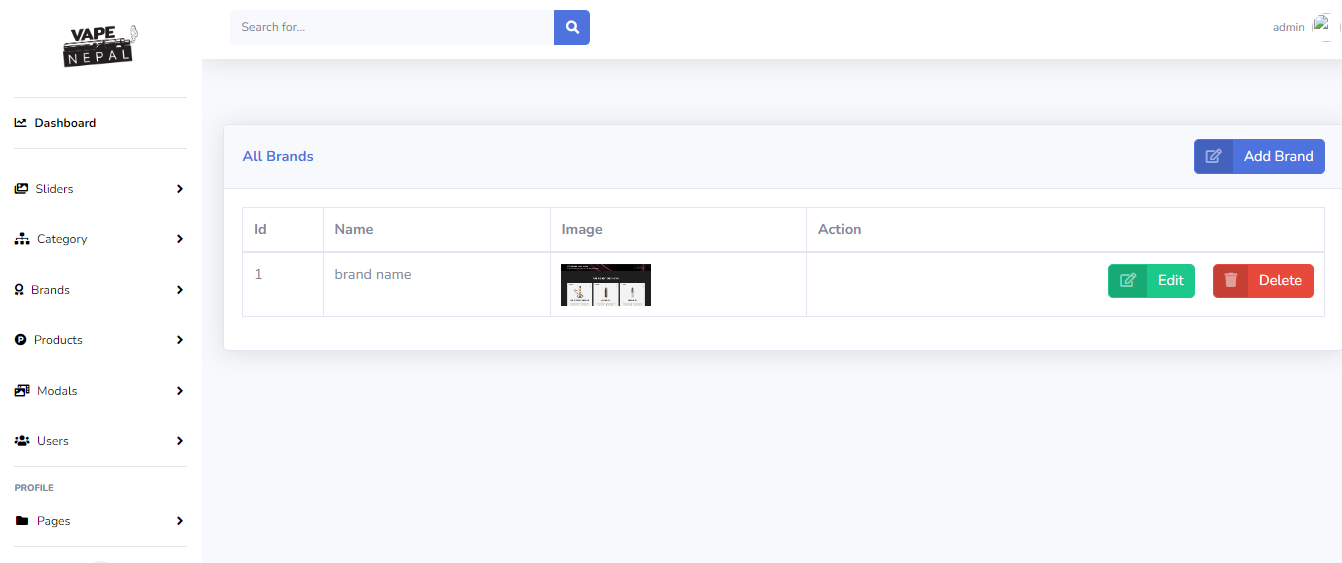 VAPE
NEPAL
Search for...
admin
Dashboard
Sliders
Category
Brands
Products
Modals
Users
PROFILE
Pages
All Brands
Add Brand
Id Name Image Action
1 brand name Edit Delete